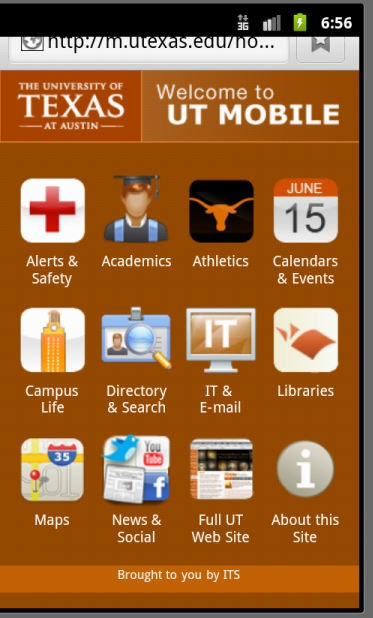 3G 6:56
http://m.utexas.edu/ho...
THE UNIVERSITY OF
TEXAS
AT AUSTIN
Welcome to
UT MOBILE
JUNE
15
Alerts &
Safety
Academics
Athletics
Calendars
& Events
IT
Campus
Life
Directory
& Search
IT &
E-mail
Libraries
35
You
Tube
f
i
Maps
News &
Social
Full UT
Web Site
About this
Site
Brought to you by ITS